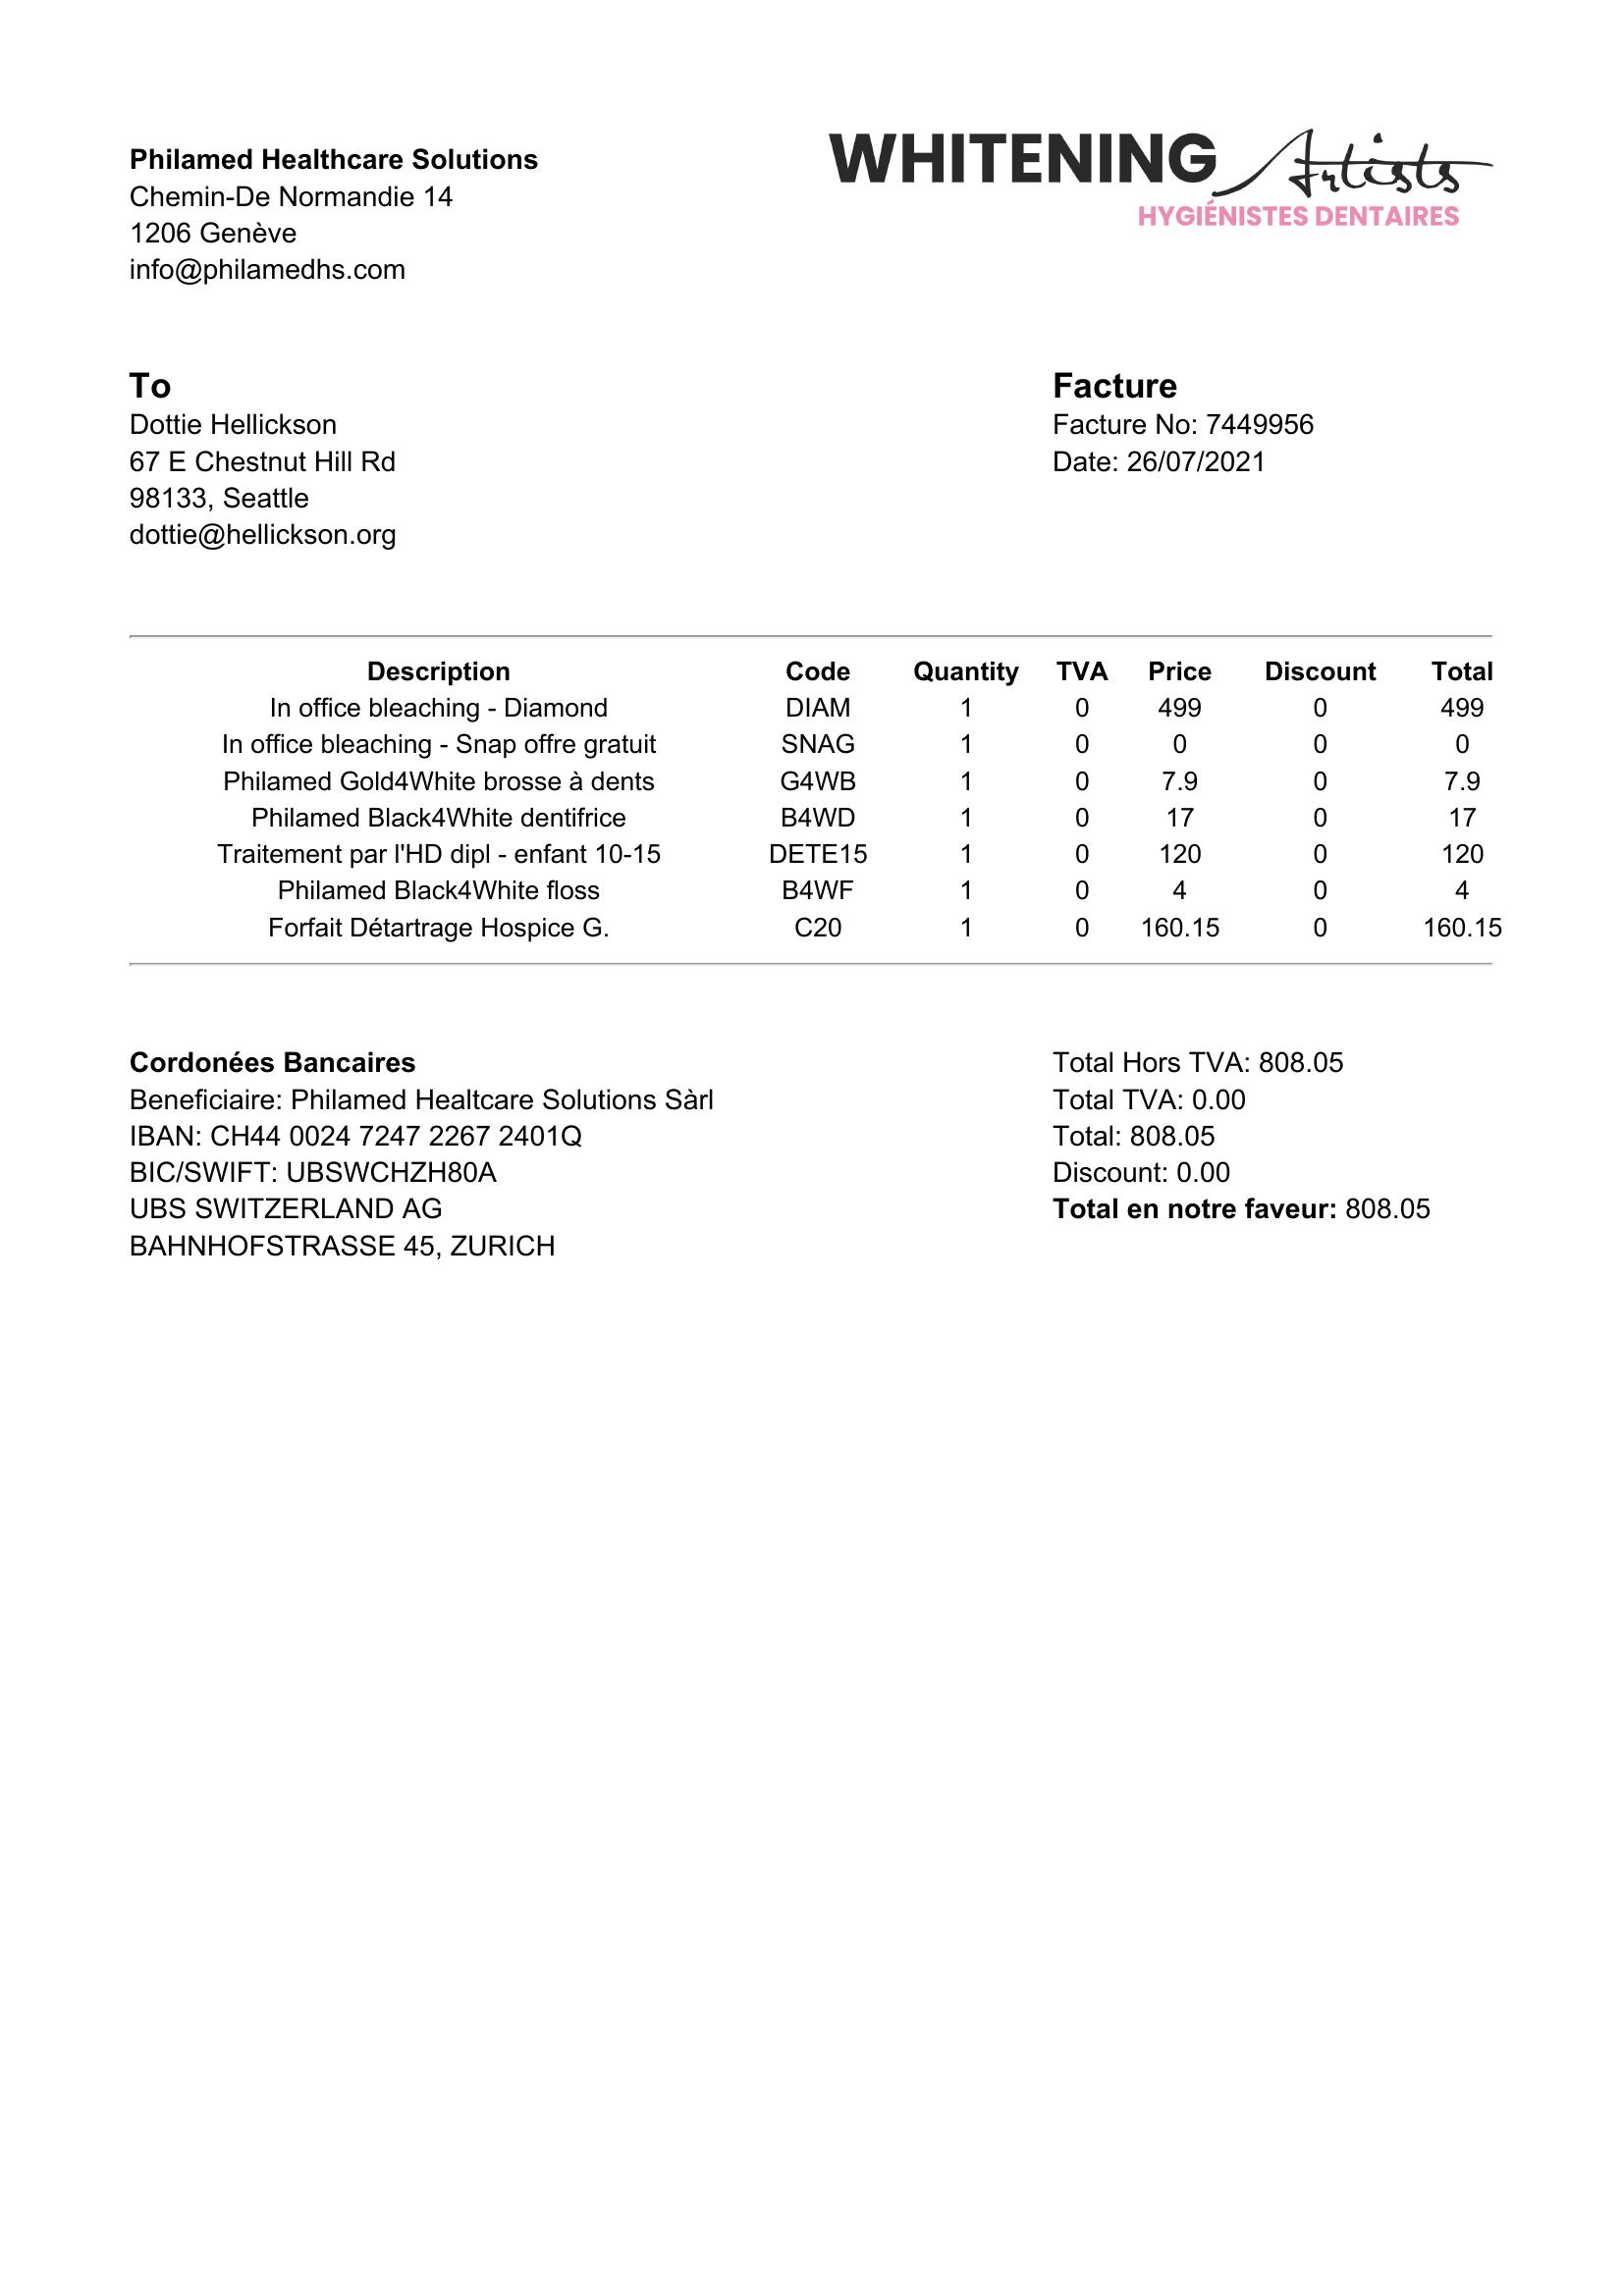 Philamed Healthcare Solutions
Chemin-De Normandie 14
1206 Genève
info@philamedhs.com
WHITENING Artists
HYGIÉNISTES DENTAIRES
To
Dottie Hellickson
67 E Chestnut Hill Rd
98133, Seattle
dottie@hellickson.org
Facture
Facture No: 7449956
Date: 26/07/2021
Description Code Quantity TVA Price Discount Total
In office bleaching - Diamond DIAM 1 0 499 0 499
In office bleaching - Snap offre gratuit SNAG 1 0 0 0 0
Philamed Gold4White brosse à dents G4WB 1 0 7.9 0 7.9
Philamed Black4White dentifrice B4WD 1 0 17 0 17
Traitement par l'HD dipl - enfant 10-15 DETE15 1 0 120 0 120
Philamed Black4White floss B4WF 1 0 4 0 4
Forfait Détartrage Hospice G. C20 1 0 160.15 0 160.15
Cordonées Bancaires
Beneficiaire: Philamed Healtcare Solutions Sàrl
IBAN: CH44 0024 7247 2267 2401Q
BIC/SWIFT: UBSWCHZH80A
UBS SWITZERLAND AG
BAHNHOFSTRASSE 45, ZURICH
Total Hors TVA: 808.05
Total TVA: 0.00
Total: 808.05
Discount: 0.00
Total en notre faveur: 808.05